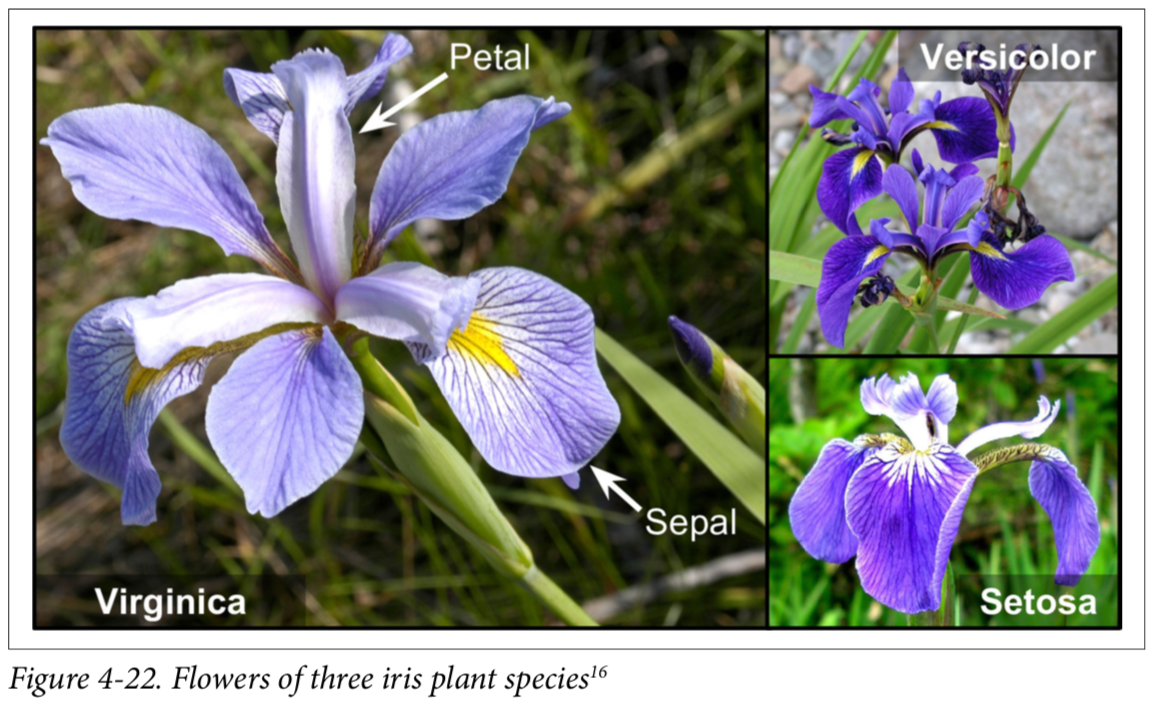 Petal
Versicolor
Sepal
Virginica
Setosa
Figure 4-22. Flowers of three iris plant species16